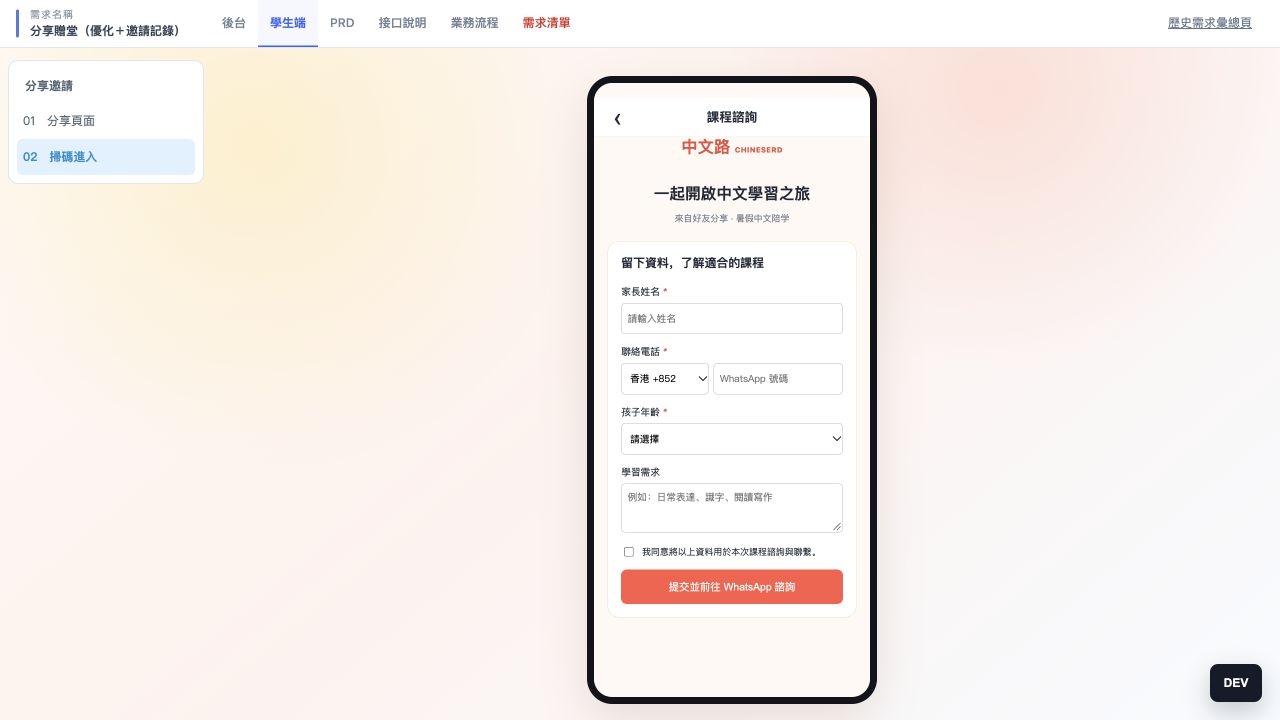 需求名稱
分享贈堂（優化＋邀請記錄）
後台 學生端 PRD 接口說明 業務流程 需求清單
歷史需求彙總頁
分享邀請
01 分享頁面
02 掃碼進入
課程諮詢
中文路 CHINESERD
一起開啟中文學習之旅
來自好友分享 · 暑假中文陪学
留下資料，了解適合的課程
家長姓名 *
請輸入姓名
聯絡電話 *
香港 +852 WhatsApp 號碼
孩子年齡 *
請選擇
學習需求
例如：日常表達、識字、閱讀寫作
我同意將以上資料用於本次課程諮詢與聯繫。
提交並前往 WhatsApp 諮詢
DEV